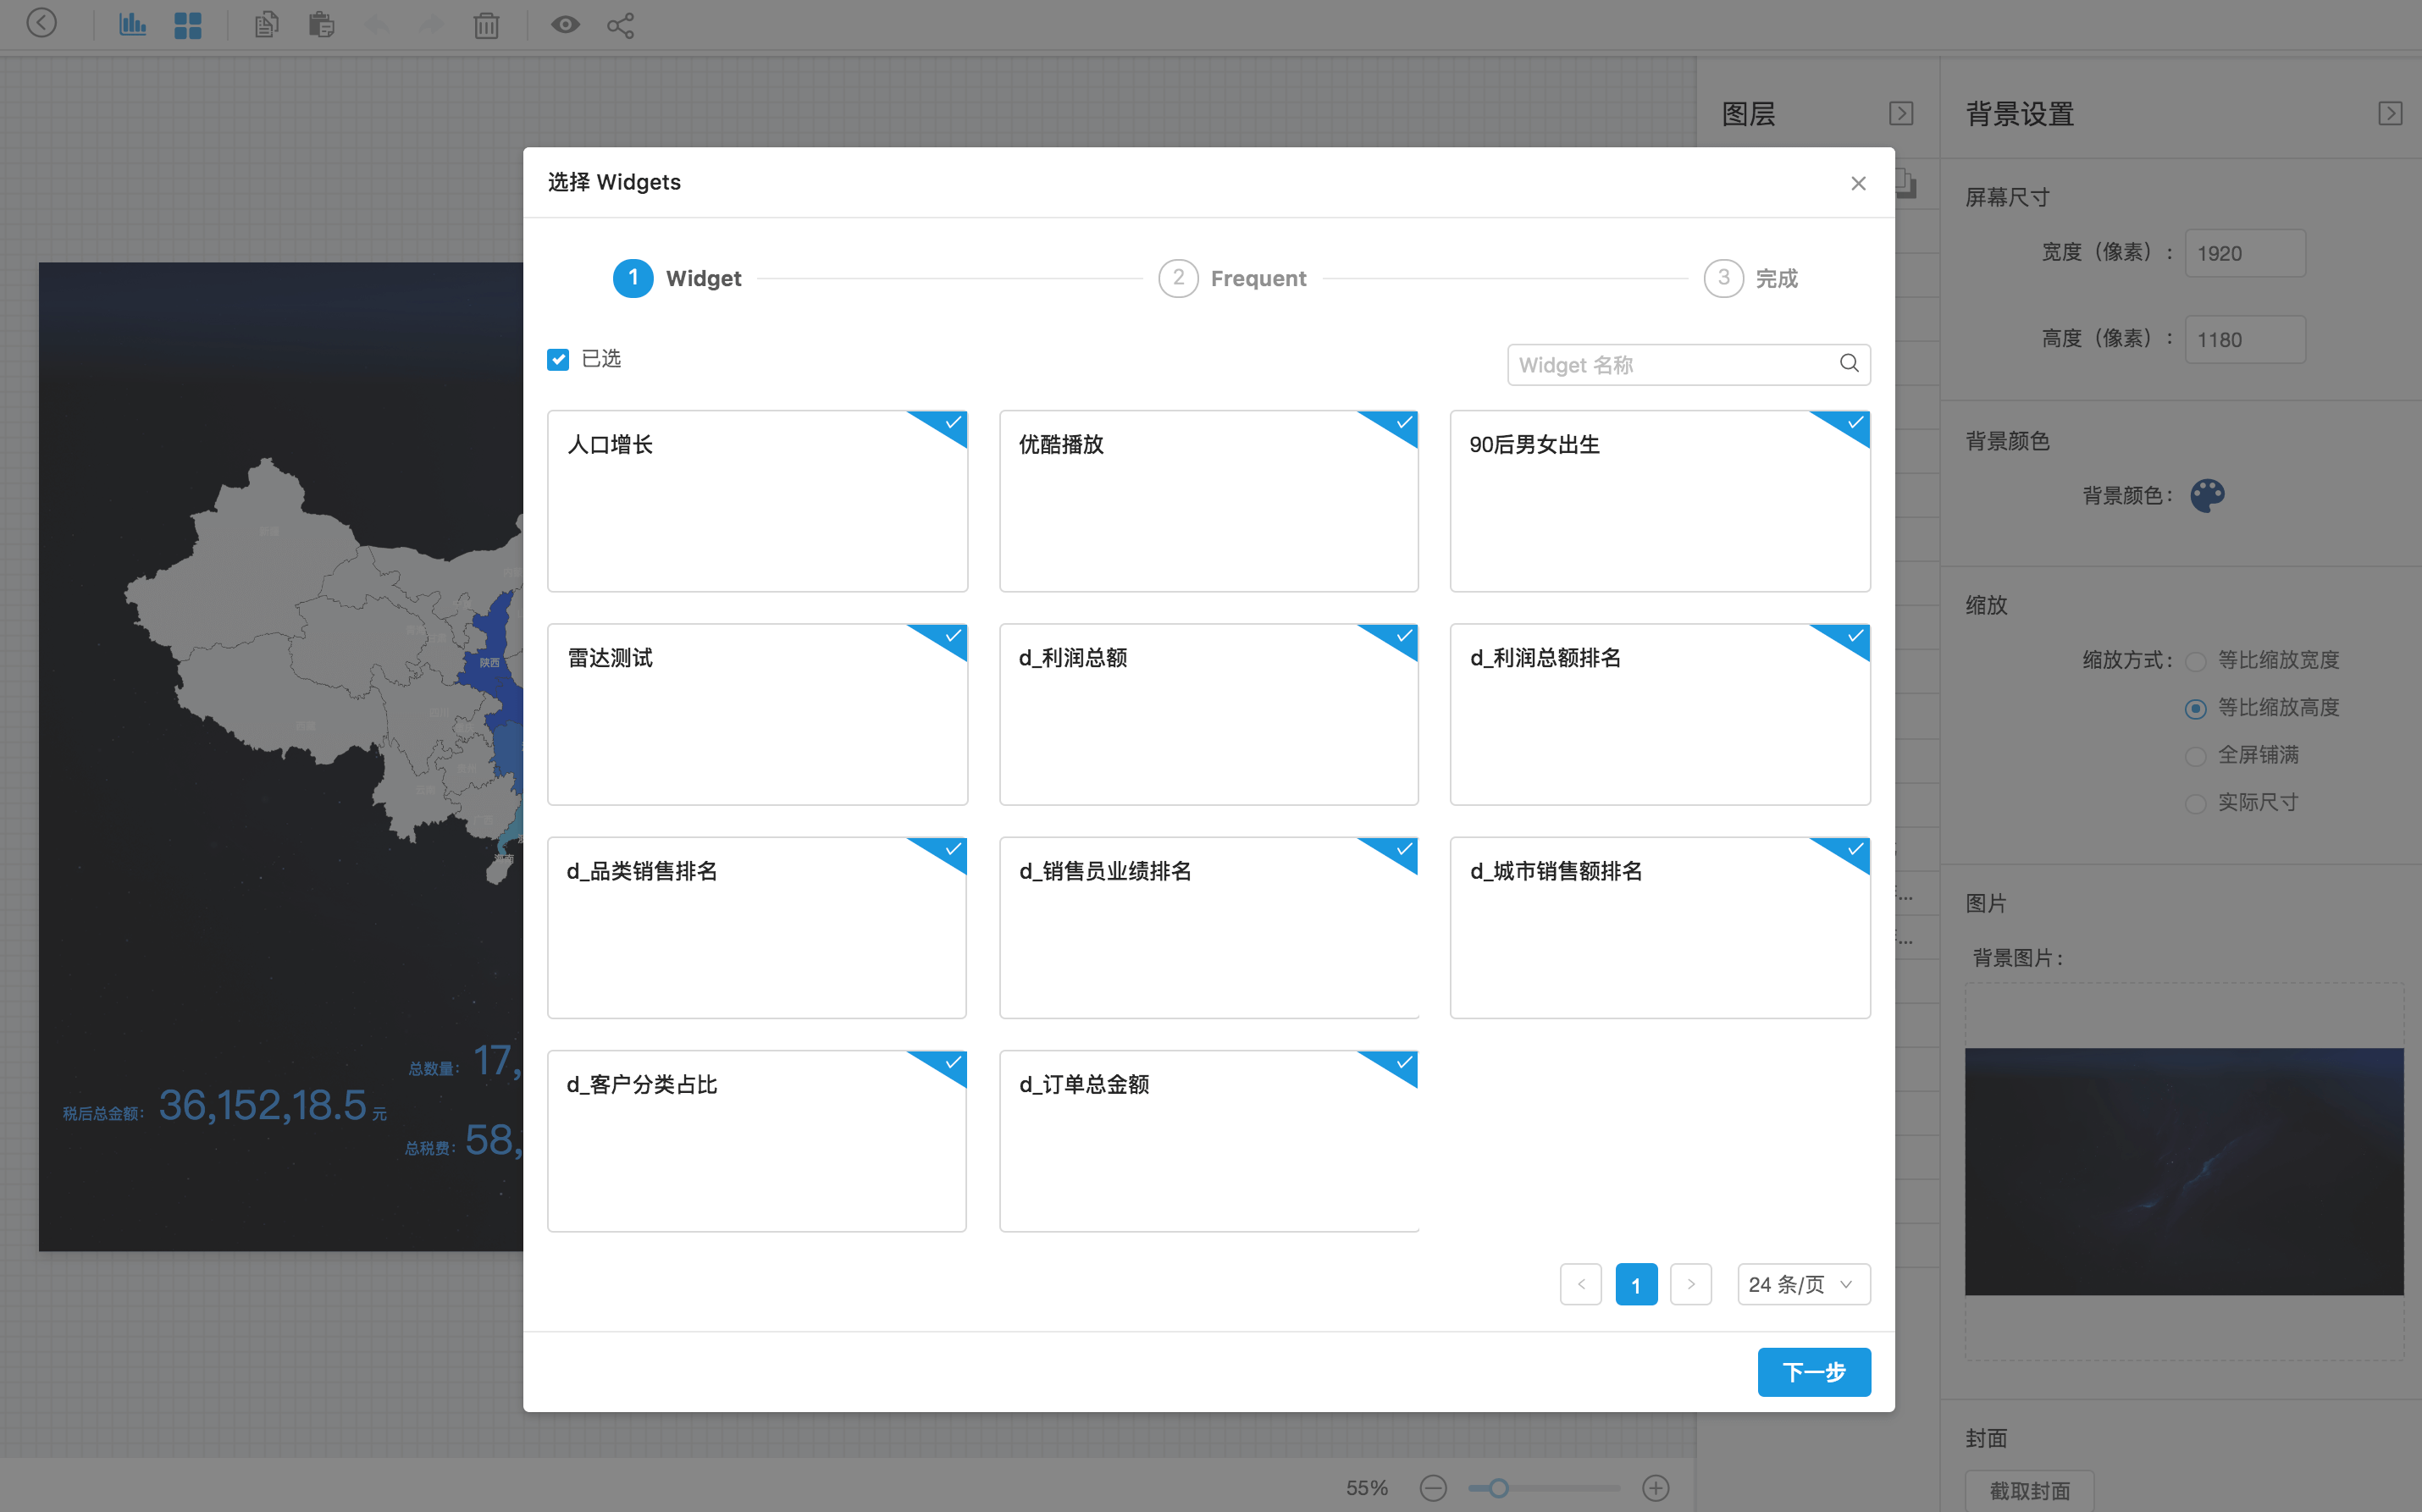 图层
背景设置
选择 Widgets
屏幕尺寸
宽度（像素）：
1920
1 Widget
2 Frequent
3 完成
高度（像素）：
1180
已选
Widget 名称
人口增长
优酷播放
90后男女出生
背景颜色
背景颜色：
缩放
雷达测试
d_利润总额
d_利润总额排名
缩放方式：
等比缩放宽度
等比缩放高度
全屏铺满
实际尺寸
陕西
d_品类销售排名
d_销售员业绩排名
d_城市销售额排名
图片
背景图片：
总数量： 17,
d_客户分类占比
d_订单总金额
税后总金额： 36,152,18.5 元
总税费： 58,
1
24 条/页
下一步
封面
55%
截取封面